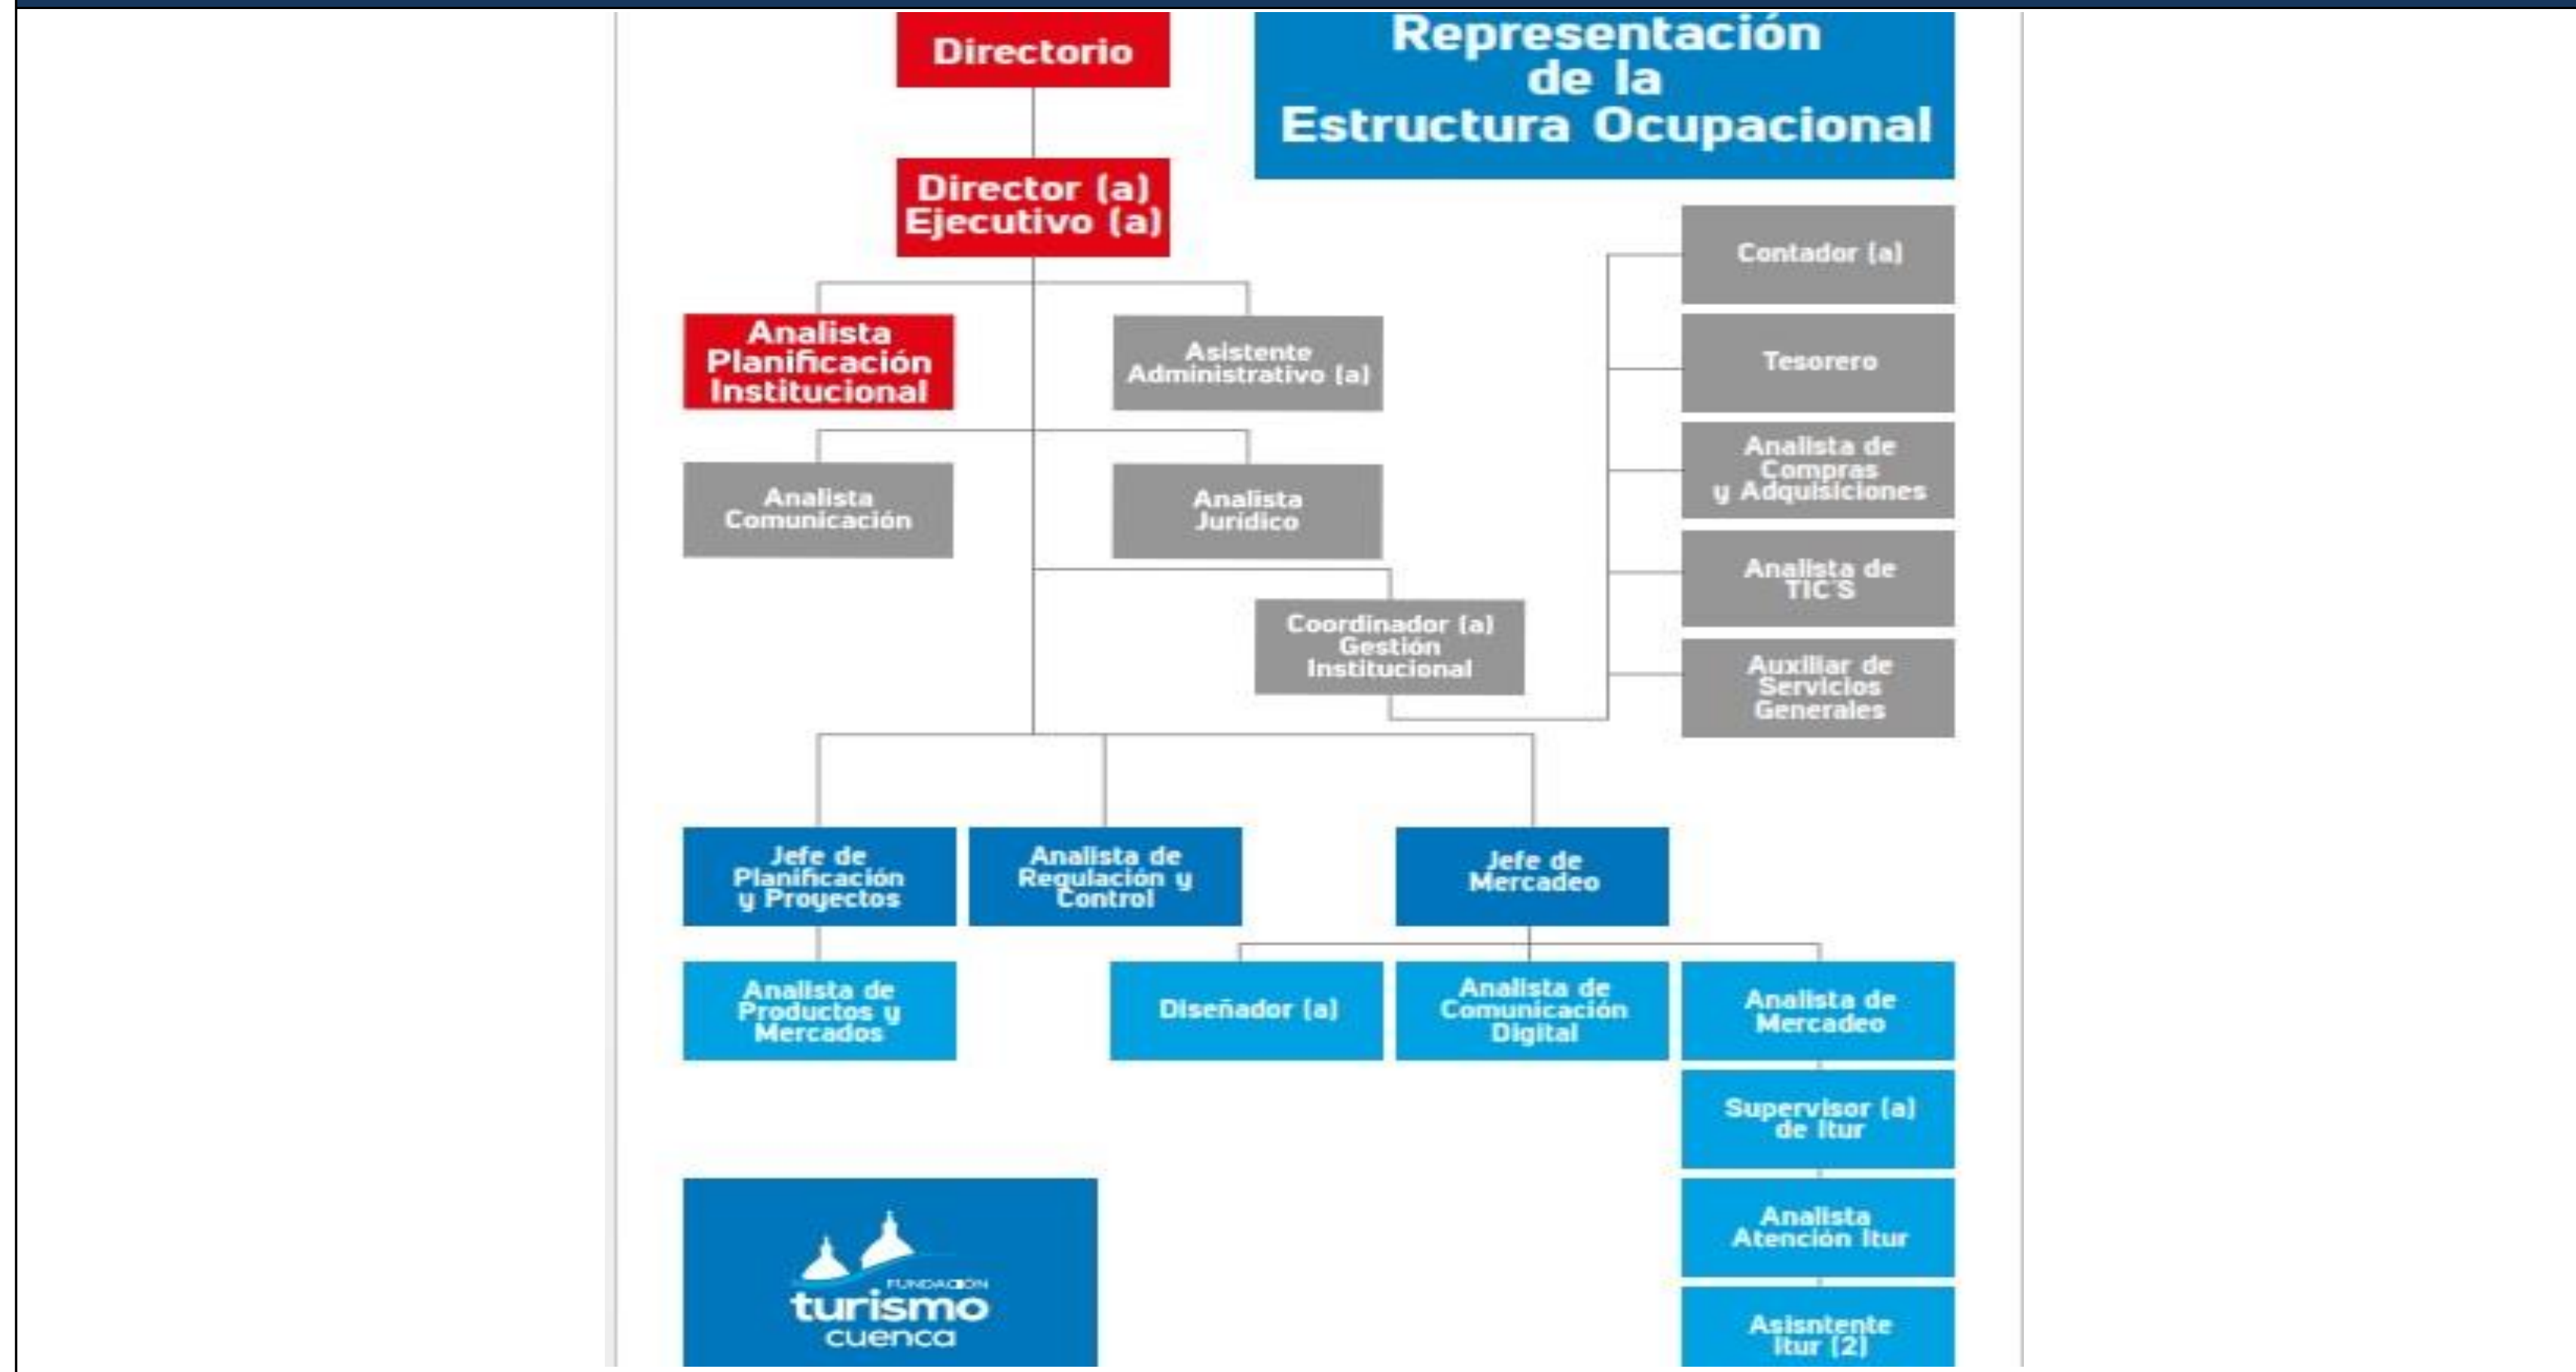 Directorio
Representación
de la
Estructura Ocupacional
Director (a)
Ejecutivo (a)
Contador (a)
Analista
Planificación
Institucional
Asistente
Administrativo (a)
Tesorero
Analista
Comunicación
Analista
Jurídico
Analista de
Compras
y Adquisiciones
Analista de
TIC´S
Coordinador (a)
Gestión
Institucional
Auxiliar de
Servicios
Generales
Jefe de
Planificación
y Proyectos
Analista de
Regulación y
Control
Jefe de
Mercadeo
Analista de
Productos y
Mercados
Diseñador (a)
Analista de
Comunicación
Digital
Analista de
Mercadeo
Supervisor (a)
de Itur
Analista
Atención Itur
Asisntente
Itur (2)
FUNDACIÓN
turismo
cuenca